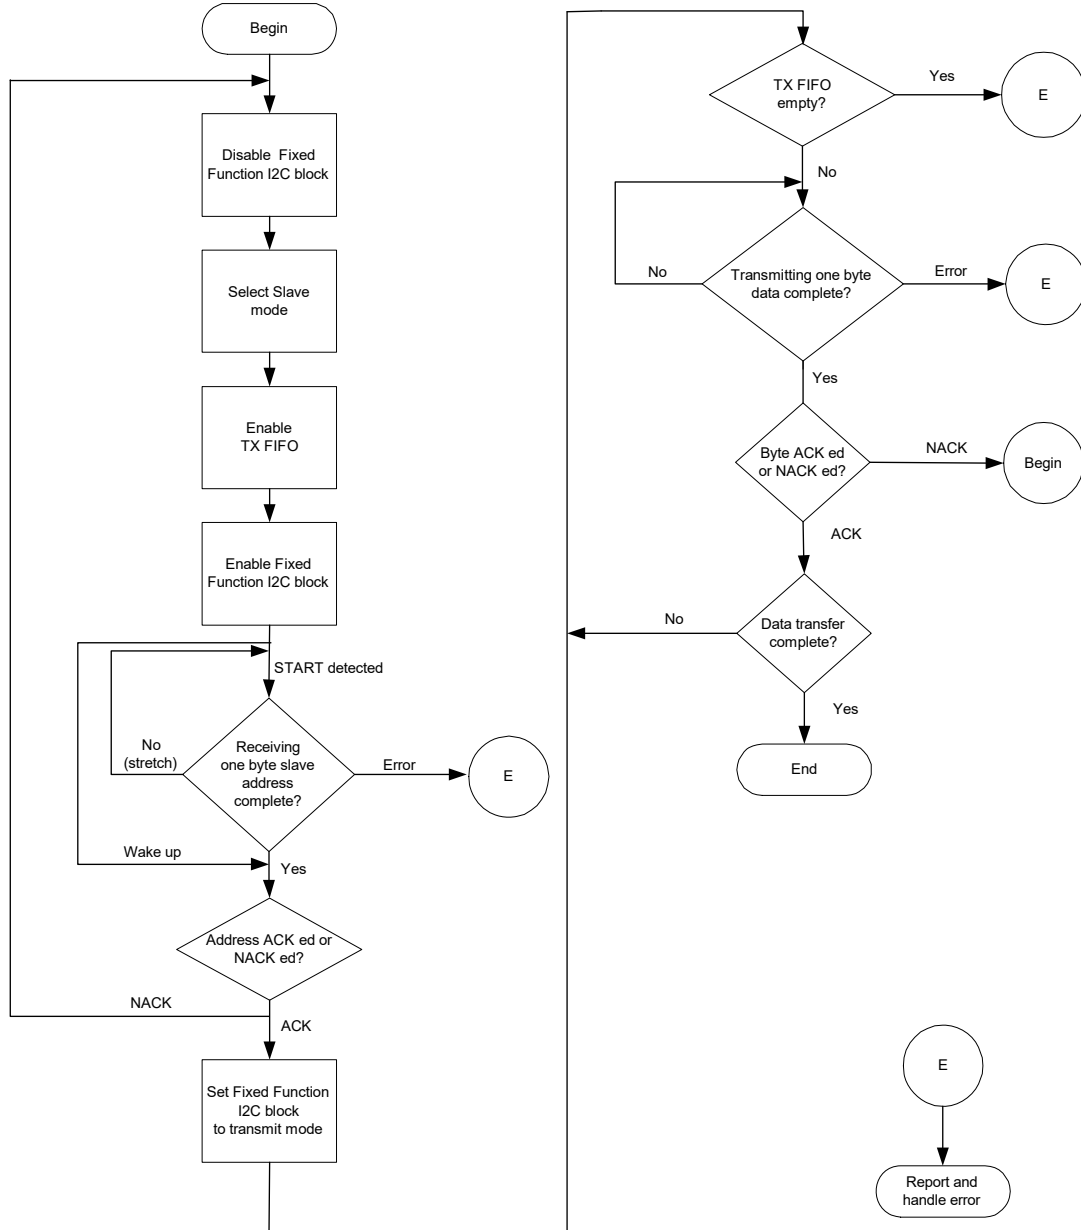 Begin
Disable Fixed
Function I2C block
Select Slave
mode
Enable
TX FIFO
Enable Fixed
Function I2C block
START detected
No
(stretch)
Receiving
one byte slave
address
complete?
Error
E
Wake up
Yes
Address ACK ed or
NACK ed?
NACK
ACK
Set Fixed Function
I2C block
to transmit mode
TX FIFO
empty?
Yes
E
No
No
Transmitting one byte
data complete?
Error
E
Yes
Byte ACK ed
or NACK ed?
NACK
Begin
ACK
No
Data transfer
complete?
Yes
End
E
Report and
handle error